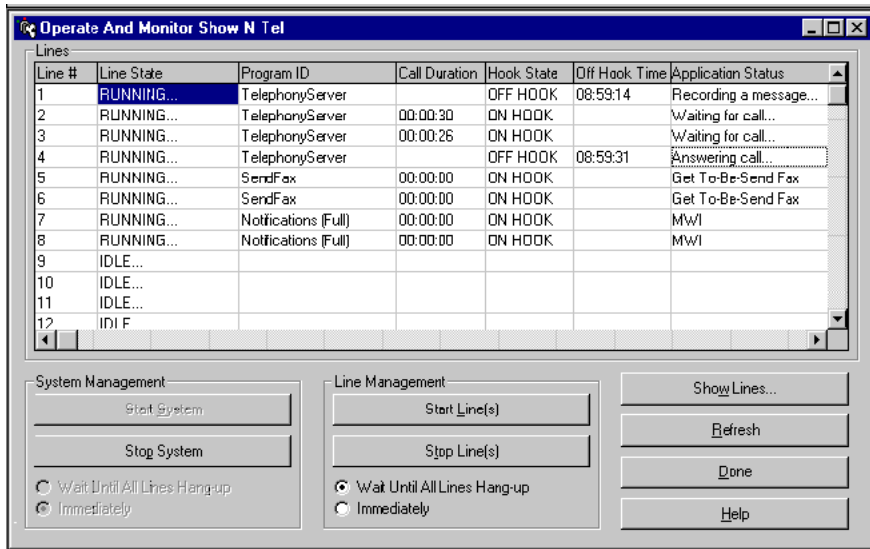 Operate And Monitor Show N Tel
Lines
Line # Line State Program ID Call Duration Hook State Off Hook Time Application Status
1 RUNNING... TelephonyServer OFF HOOK 08:59:14 Recording a message...
2 RUNNING... TelephonyServer 00:00:30 ON HOOK Waiting for call...
3 RUNNING... TelephonyServer 00:00:26 ON HOOK Waiting for call...
4 RUNNING... TelephonyServer OFF HOOK 08:59:31 Answering call...
5 RUNNING... SendFax 00:00:00 ON HOOK Get To-Be-Send Fax
6 RUNNING... SendFax 00:00:00 ON HOOK Get To-Be-Send Fax
7 RUNNING... Notifications (Full) 00:00:00 ON HOOK MWI
8 RUNNING... Notifications (Full) 00:00:00 ON HOOK MWI
9 IDLE...
10 IDLE...
11 IDLE...
12 IDLE
System Management
Start System
Stop System
Wait Until All Lines Hang-up
Immediately
Line Management
Start Line(s)
Stop Line(s)
Wait Until All Lines Hang-up
Immediately
Show Lines...
Refresh
Done
Help